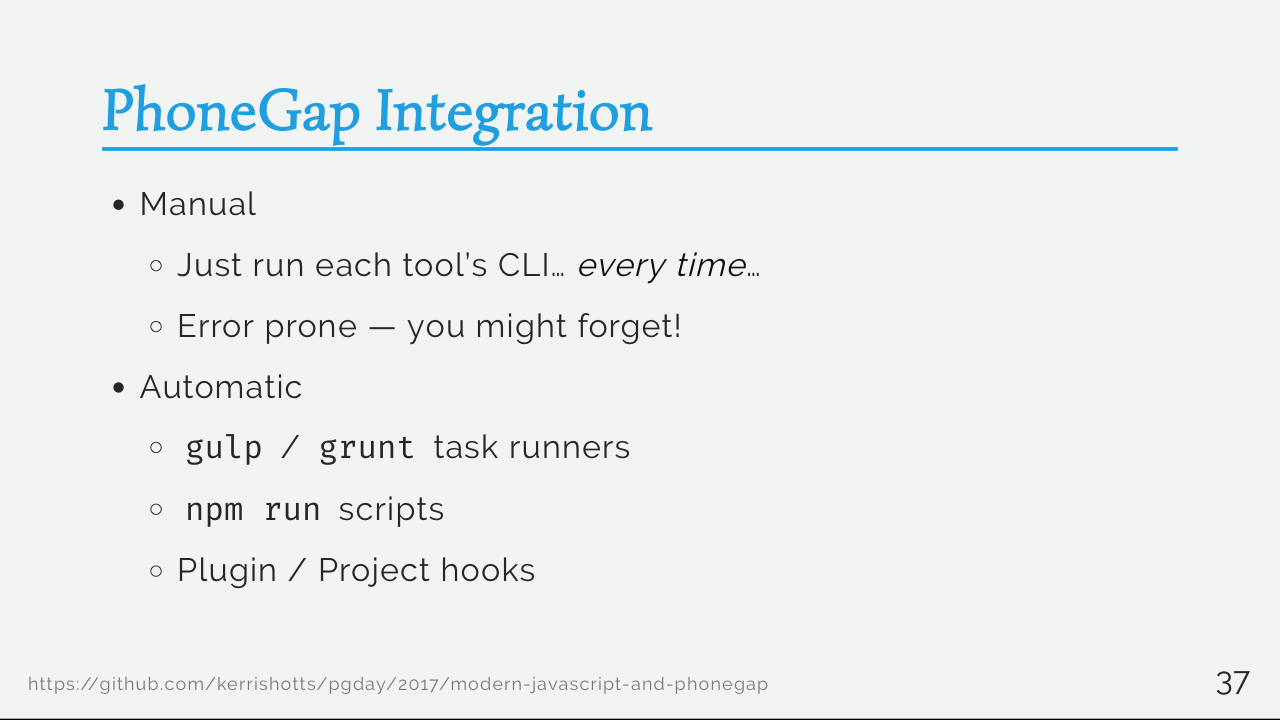 PhoneGap Integration
• Manual
◦ Just run each tool’s CLI… every time…
◦ Error prone — you might forget!
• Automatic
◦ gulp / grunt task runners
◦ npm run scripts
◦ Plugin / Project hooks
https://github.com/kerrishotts/pgday/2017/modern-javascript-and-phonegap
37